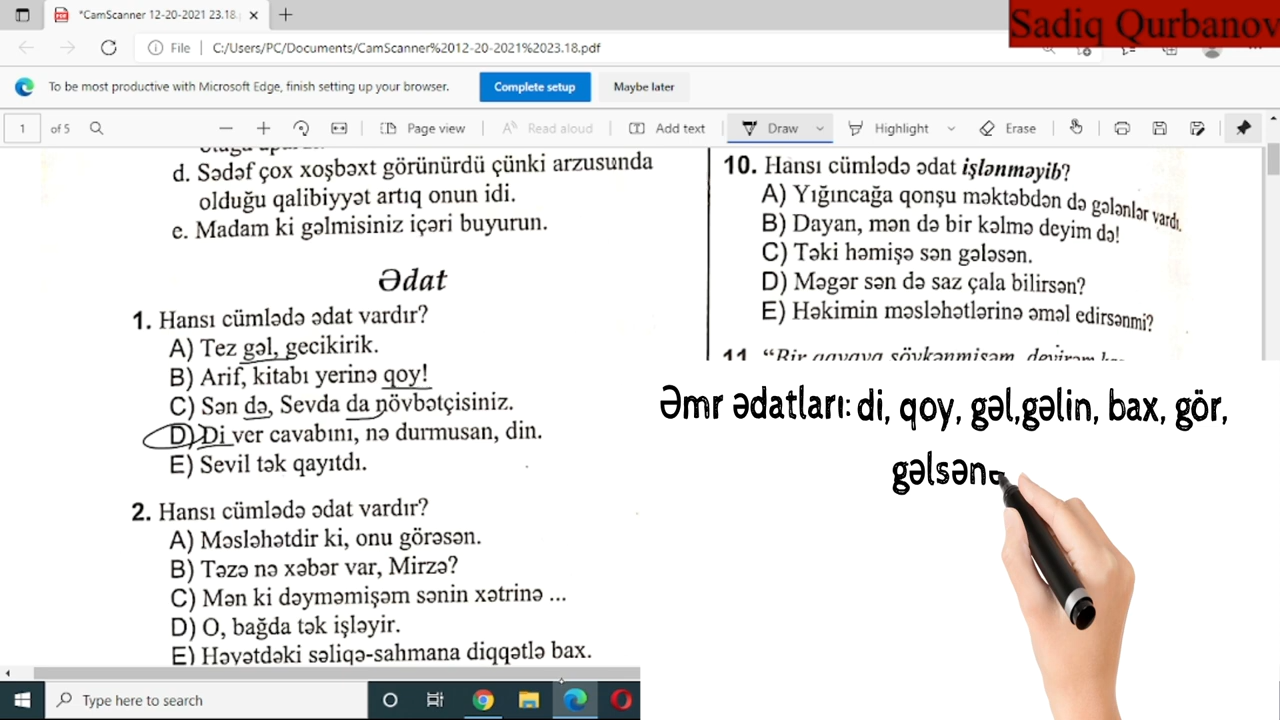 *CamScanner 12-20-2021 23.18.
Sadiq Qurbanov
File
C:/Users/PC/Documents/CamScanner%2012-20-2021%2023.18.pdf
To be most productive with Microsoft Edge, finish setting up your browser.
Complete setup
Maybe later
1 of 5
Page view
Read aloud
Add text
Draw
Highlight
Erase
d. Sədəf çox xoşbəxt görünürdü çünki arzusunda
olduğu qalibiyyət artıq onun idi.
e. Madam ki gəlmisiniz içəri buyurun.
Ədat
1. Hansı cümlədə ədat vardır?
A) Tez gəl, gecikirik.
B) Arif, kitabı yerinə qoy!
C) Sən də, Sevda da növbətçisiniz.
D) Di ver cavabını, nə durmusan, din.
E) Sevil tək qayıtdı.
2. Hansı cümlədə ədat vardır?
A) Məsləhətdir ki, onu görəsən.
B) Təzə nə xəbər var, Mirzə?
C) Mən ki dəyməmişəm sənin xətrinə ...
D) O, bağda tək işləyir.
E) Həyətdəki səliqə-sahmana diqqətlə bax.
10. Hansı cümlədə ədat işlənməyib?
A) Yığıncağa qonşu məktəbdən də gələnlər vardı.
B) Dayan, mən də bir kəlmə deyim də!
C) Təki həmişə sən gələsən.
D) Məgər sən də saz çala bilirsən?
E) Həkimin məsləhətlərinə əməl edirsənmi?
11. “Bir qayaya söykənmişəm, deyirəm
Əmr ədatları: di, qoy, gəl,gəlin, bax, gör,
gəlsən
Type here to search